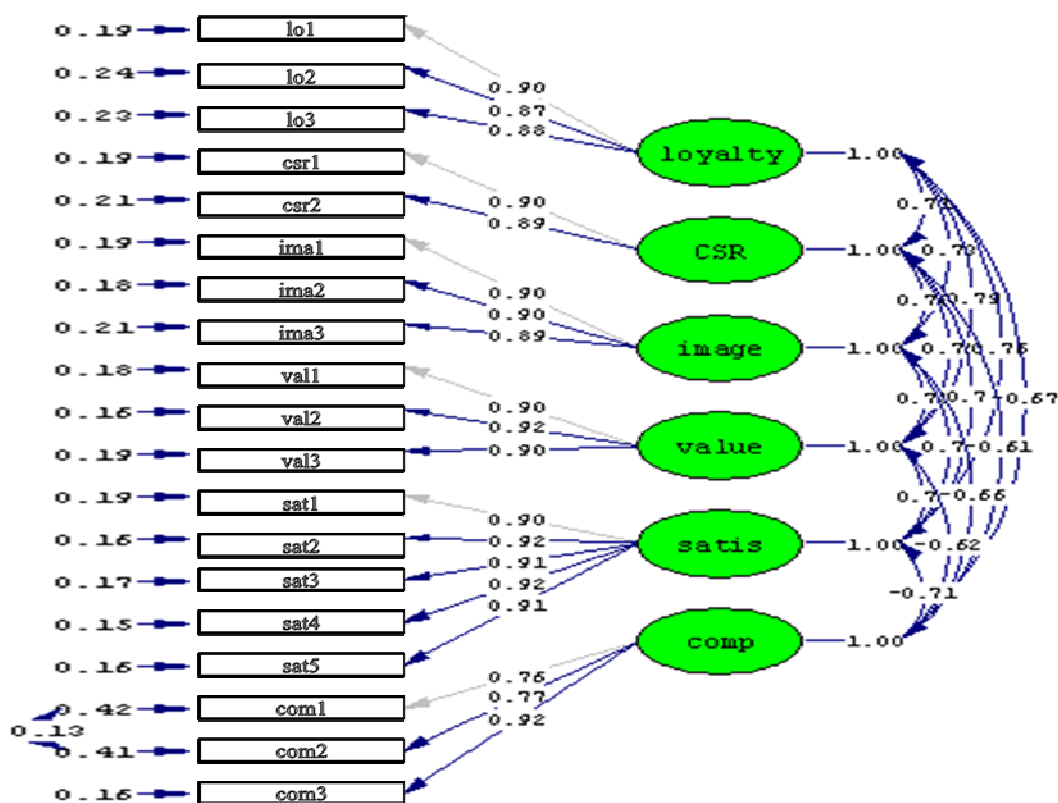 0.19 lo1
0.24 lo2
0.23 lo3
0.19 csr1
0.21 csr2
0.19 ima1
0.18 ima2
0.21 ima3
0.18 val1
0.16 val2
0.19 val3
0.19 sat1
0.16 sat2
0.17 sat3
0.15 sat4
0.16 sat5
0.42 com1
0.13
0.41 com2
0.16 com3
0.90
0.87
0.88
0.90
0.89
0.90
0.90
0.89
0.90
0.92
0.90
0.90
0.92
0.91
0.92
0.91
0.76
0.77
0.92
loyalty 1.00
CSR 1.00
image 1.00
value 1.00
satis 1.00
comp 1.00
-0.67
-0.61
-0.62
-0.71